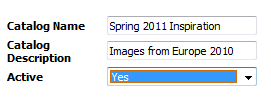 Catalog Name Spring 2011 Inspiration
Catalog
Description Images from Europe 2010
Active Yes